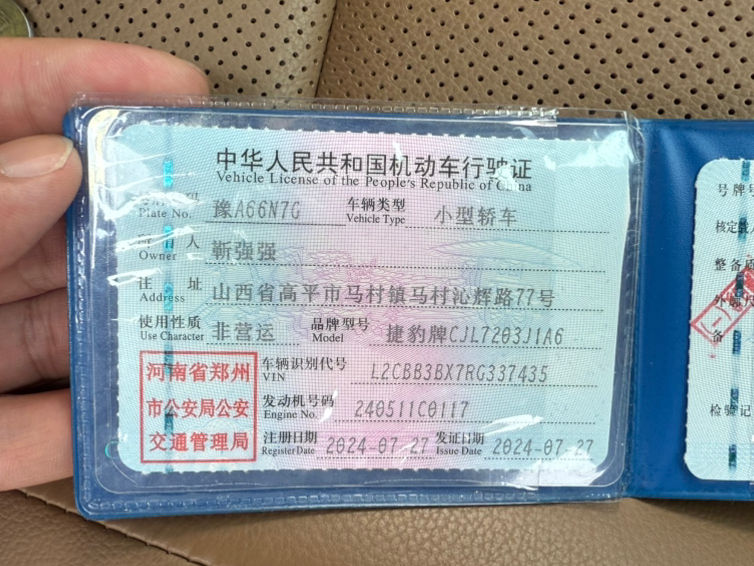 中华人民共和国机动车行驶证
Vehicle License of the People's Republic of China
号牌号码 Plate No. 豫A66N7G 车辆类型 Vehicle Type 小型轿车
所有人 Owner 靳强强
住址 Address 山西省高平市马村镇马村沁辉路77号
使用性质 Use Character 非营运 品牌型号 Model 捷豹牌CJL7203J1A6
河南省郑州
市公安局公安
交通管理局
车辆识别代号 VIN L2CBB3BX7RG337435
发动机号码 Engine No. 240511C0117
注册日期 Register Date 2024-07-27 发证日期 Issue Date 2024-07-27
号牌号
核定载
整备质
外廓尺
备
检验记